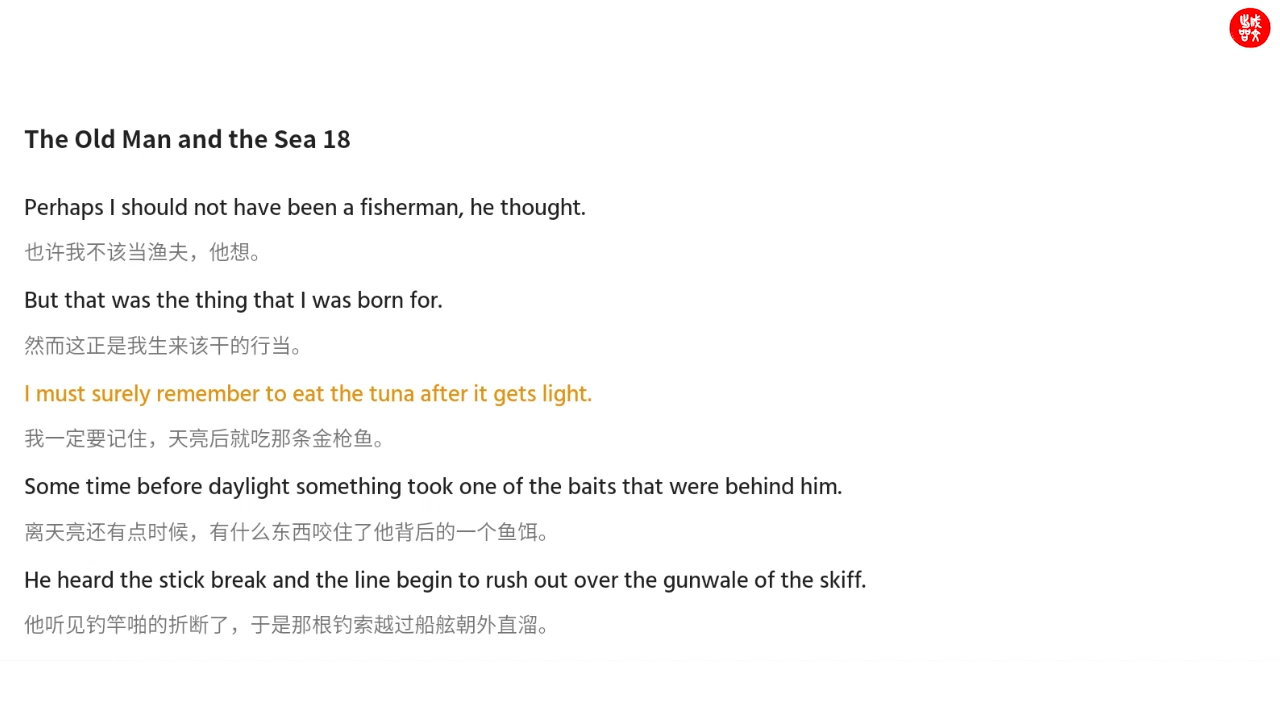 The Old Man and the Sea 18
Perhaps I should not have been a fisherman, he thought.
也许我不该当渔夫，他想。
But that was the thing that I was born for.
然而这正是我生来该干的行当。
I must surely remember to eat the tuna after it gets light.
我一定要记住，天亮后就吃那条金枪鱼。
Some time before daylight something took one of the baits that were behind him.
离天亮还有点时候，有什么东西咬住了他背后的一个鱼饵。
He heard the stick break and the line begin to rush out over the gunwale of the skiff.
他听见钓竿啪的折断了，于是那根钓索越过船舷朝外直溜。